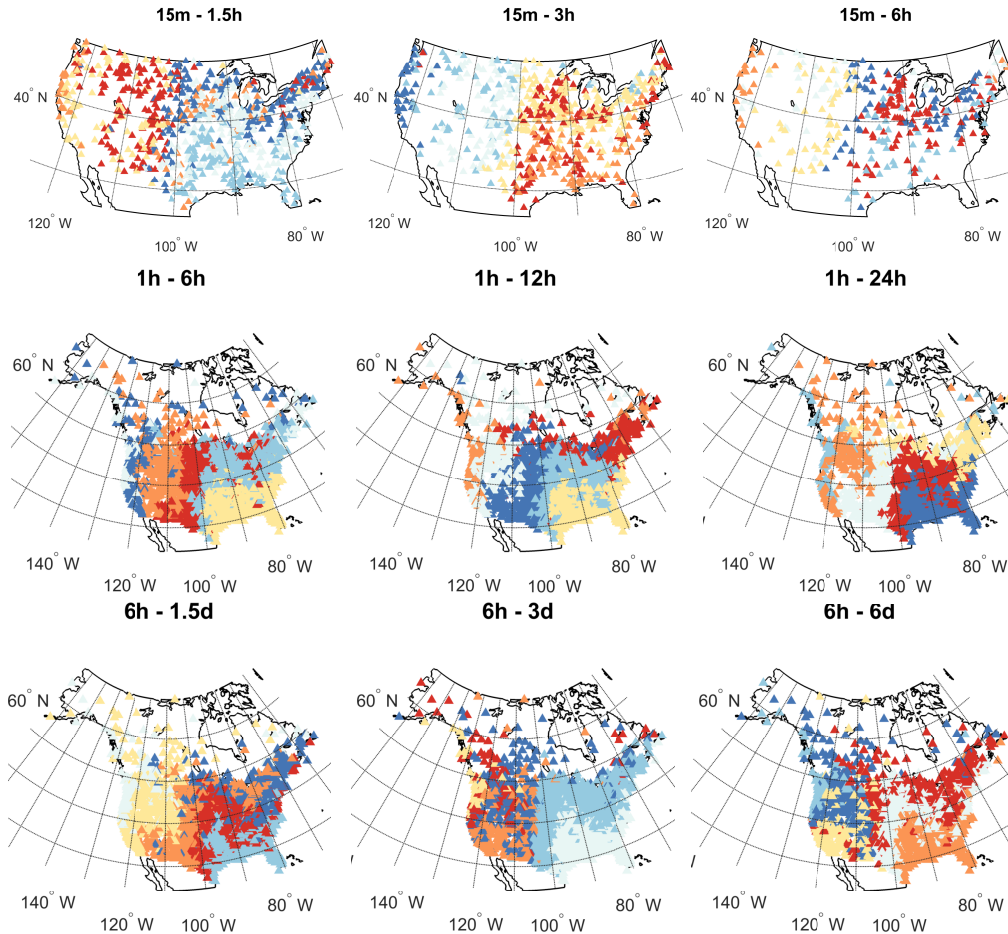 15m - 1.5h 15m - 3h 15m - 6h
40° N
120° W 100° W 80° W 120° W 100° W 80° W 120° W 100° W 80° W
1h - 6h 1h - 12h 1h - 24h
60° N 60° N 60° N
140° W 120° W 100° W 80° W 140° W 120° W 100° W 80° W 140° W 120° W 100° W 80° W
6h - 1.5d 6h - 3d 6h - 6d
60° N 60° N 60° N
140° W 120° W 100° W 80° W 140° W 120° W 100° W 80° W 140° W 120° W 100° W 80° W